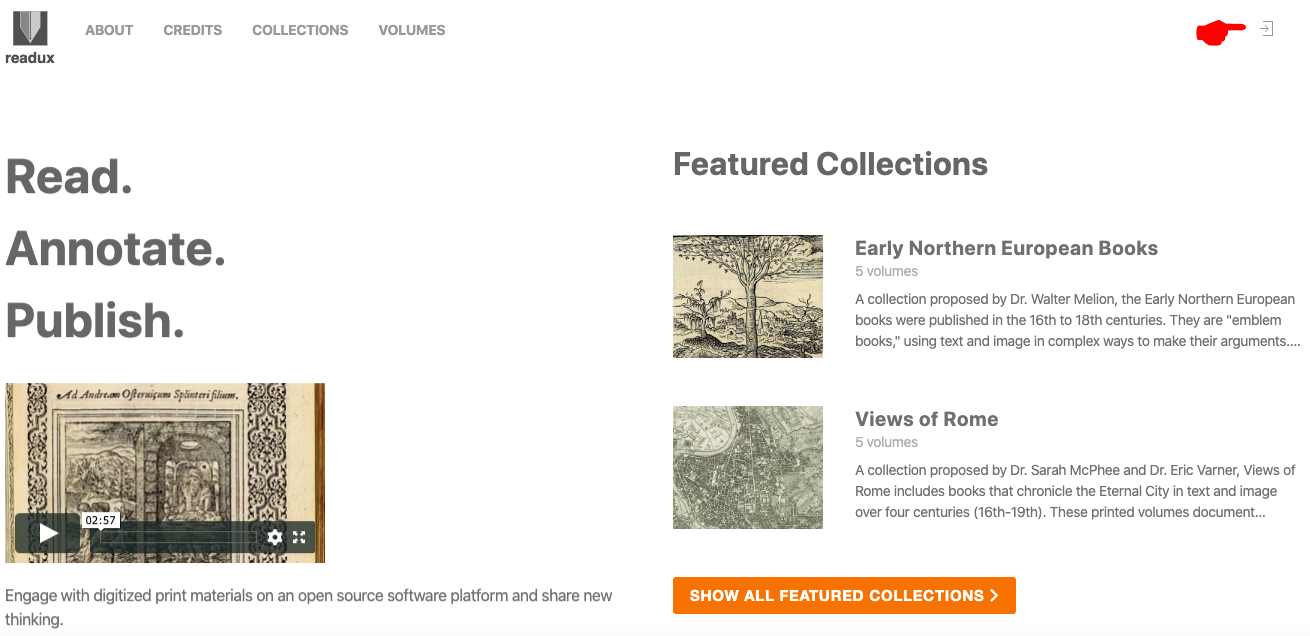 ABOUT CREDITS COLLECTIONS VOLUMES
readux
Read.
Annotate.
Publish.
Ad Andream Osteruicum Splinteri filium.
02:57
Engage with digitized print materials on an open source software platform and share new
thinking.
Featured Collections
Early Northern European Books
5 volumes
A collection proposed by Dr. Walter Melion, the Early Northern European
books were published in the 16th to 18th centuries. They are "emblem
books," using text and image in complex ways to make their arguments....
Views of Rome
5 volumes
A collection proposed by Dr. Sarah McPhee and Dr. Eric Varner, Views of
Rome includes books that chronicle the Eternal City in text and image
over four centuries (16th-19th). These printed volumes document...
SHOW ALL FEATURED COLLECTIONS